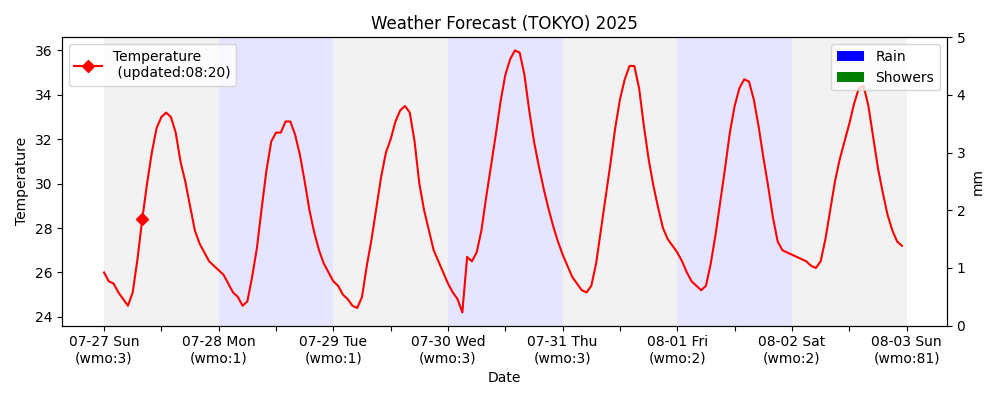 Weather Forecast (TOKYO) 2025
Temperature
(updated:08:20)
Rain
Showers
36
34
32
30
28
26
24
Temperature
5
4
3
2
1
0
mm
07-27 Sun 07-28 Mon 07-29 Tue 07-30 Wed 07-31 Thu 08-01 Fri 08-02 Sat 08-03 Sun
(wmo:3) (wmo:1) (wmo:1) (wmo:3) (wmo:3) (wmo:2) (wmo:2) (wmo:81)
Date